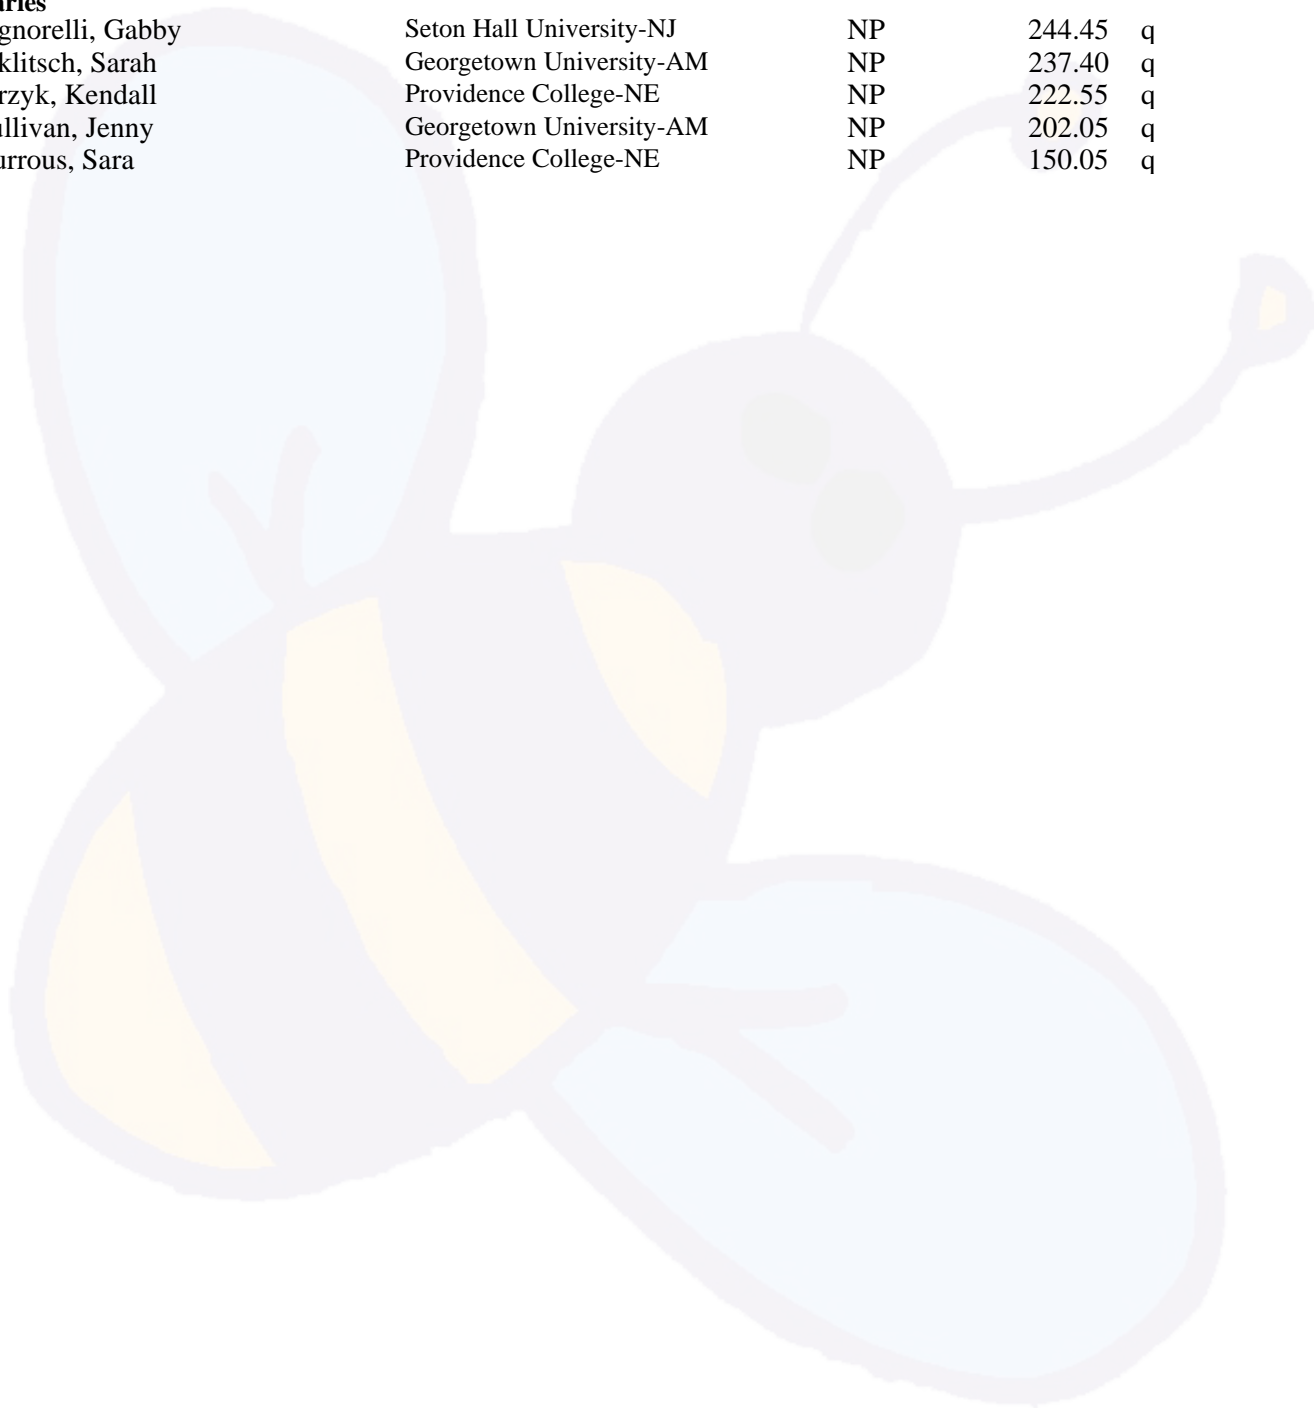 aries
gnorelli, Gabby Seton Hall University-NJ NP 244.45 q
klitsch, Sarah Georgetown University-AM NP 237.40 q
rzyk, Kendall Providence College-NE NP 222.55 q
ullivan, Jenny Georgetown University-AM NP 202.05 q
urrous, Sara Providence College-NE NP 150.05 q